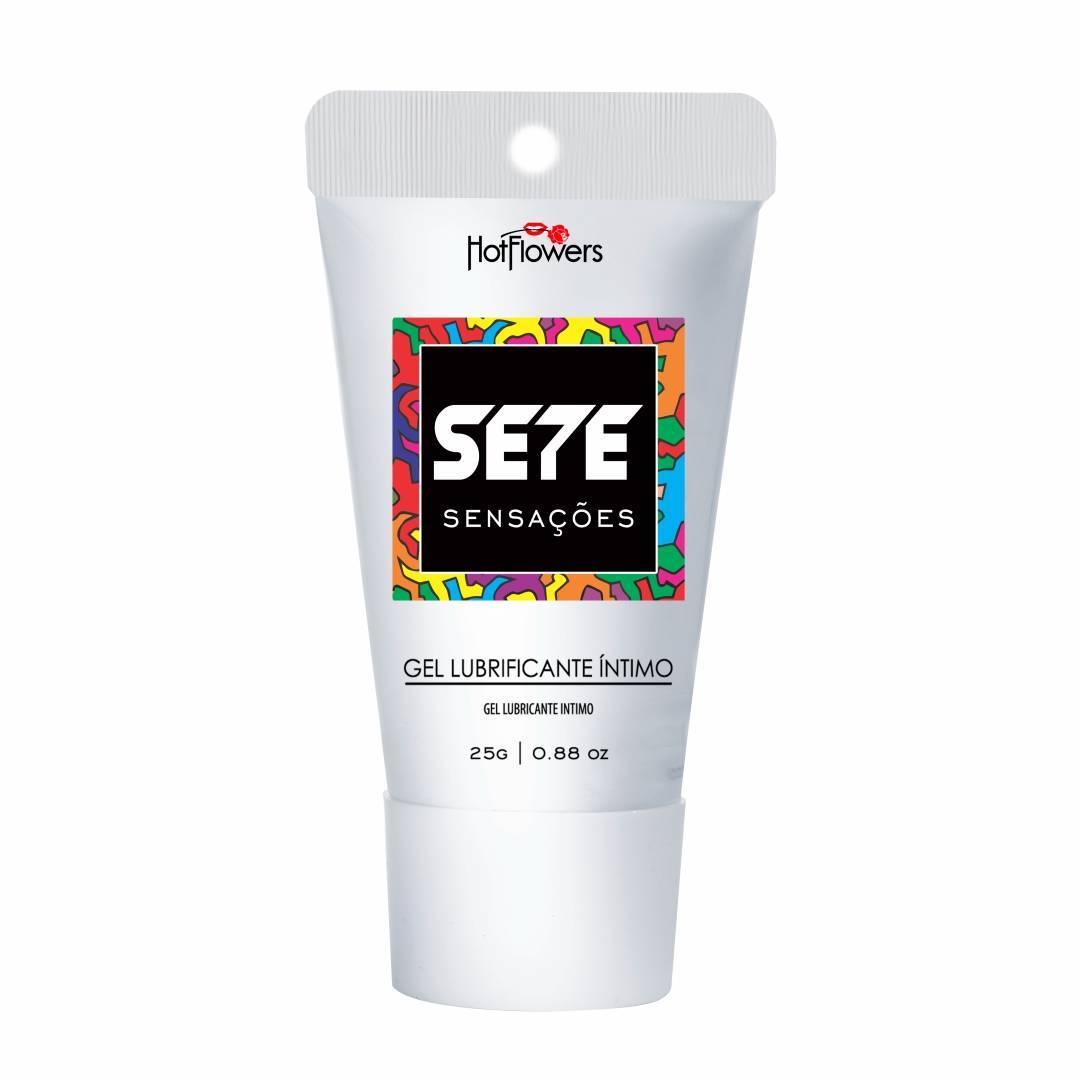 HotFlowers
SE7E
SENSAÇÕES
GEL LUBRIFICANTE ÍNTIMO
GEL LUBRICANTE INTIMO
25G | 0.88 OZ